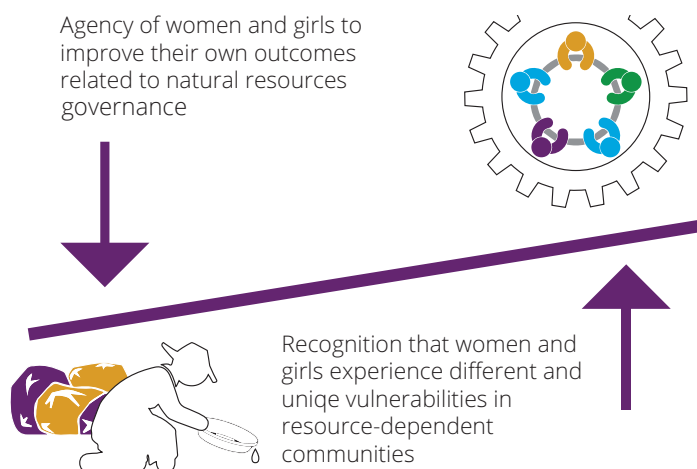 Agency of women and girls to
improve their own outcomes
related to natural resources
governance
Recognition that women and
girls experience different and
uniqe vulnerabilities in
resource-dependent
communities